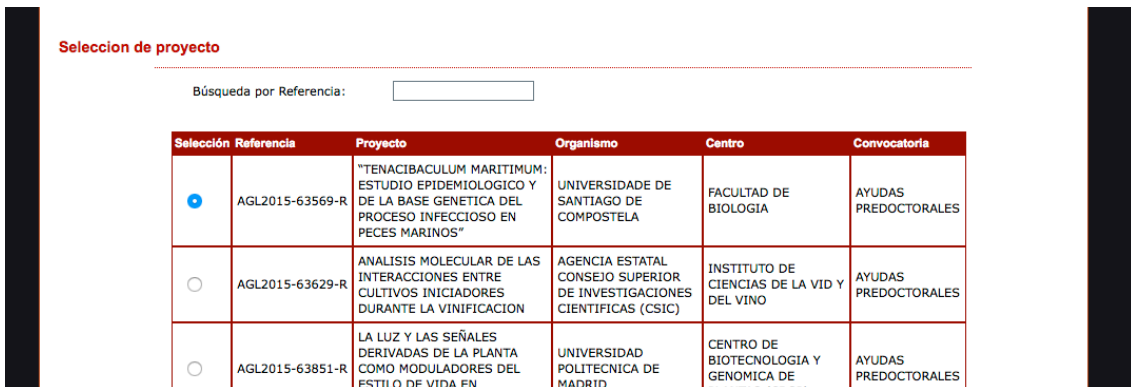 Seleccion de proyecto
Búsqueda por Referencia:
Selección Referencia Proyecto Organismo Centro Convocatoria
AGL2015-63569-R
"TENACIBACULUM MARITIMUM:
ESTUDIO EPIDEMIOLOGICO Y
DE LA BASE GENETICA DEL
PROCESO INFECCIOSO EN
PECES MARINOS"
UNIVERSIDADE DE
SANTIAGO DE
COMPOSTELA
FACULTAD DE
BIOLOGIA
AYUDAS
PREDOCTORALES
AGL2015-63629-R
ANALISIS MOLECULAR DE LAS
INTERACCIONES ENTRE
CULTIVOS INICIADORES
DURANTE LA VINIFICACION
AGENCIA ESTATAL
CONSEJO SUPERIOR
DE INVESTIGACIONES
CIENTIFICAS (CSIC)
INSTITUTO DE
CIENCIAS DE LA VID Y
DEL VINO
AYUDAS
PREDOCTORALES
AGL2015-63851-R
LA LUZ Y LAS SEÑALES
DERIVADAS DE LA PLANTA
COMO MODULADORES DEL
ESTILO DE VIDA EN
UNIVERSIDAD
POLITECNICA DE
MADRID
CENTRO DE
BIOTECNOLOGIA Y
GENOMICA DE
AYUDAS
PREDOCTORALES